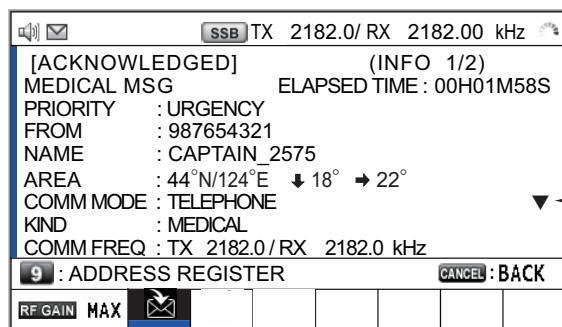 SSB TX 2182.0/ RX 2182.00 kHz
[ACKNOWLEDGED] (INFO 1/2)
MEDICAL MSG ELAPSED TIME : 00H01M58S
PRIORITY : URGENCY
FROM : 987654321
NAME : CAPTAIN_2575
AREA : 44°N/124°E ⬇ 18° ➡ 22°
COMM MODE : TELEPHONE
KIND : MEDICAL
COMM FREQ : TX 2182.0 / RX 2182.0 kHz
9 : ADDRESS REGISTER CANCEL : BACK
RF GAIN MAX